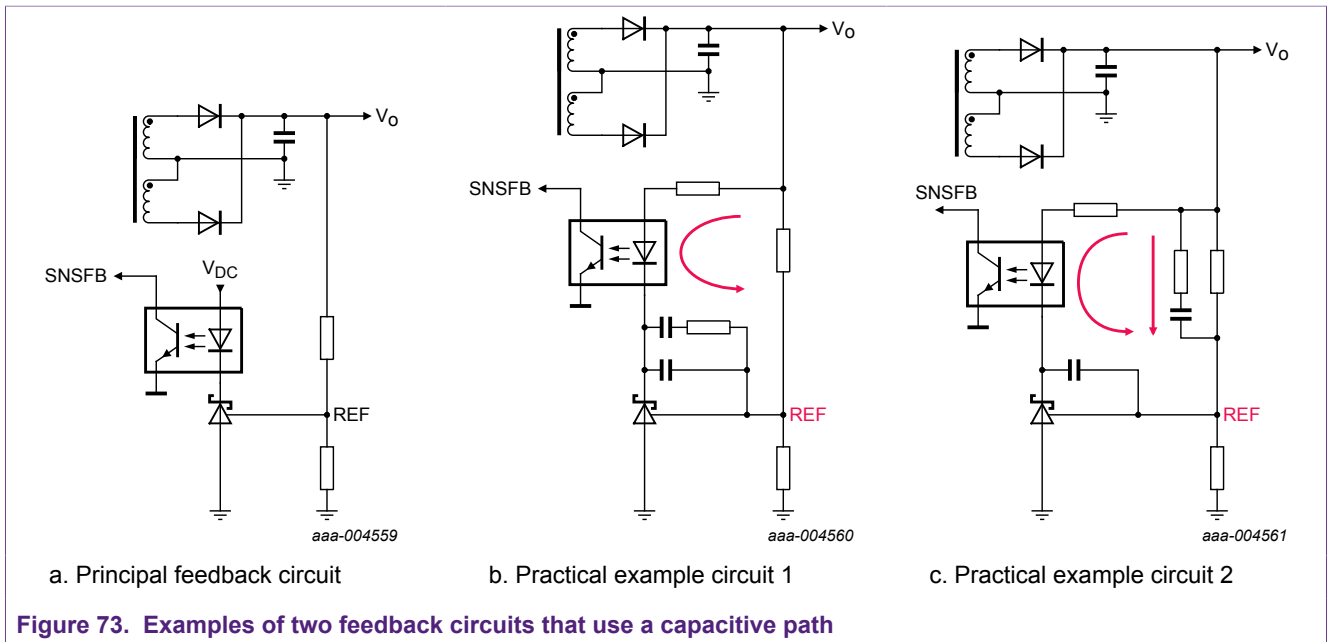 Vo
SNSFB
VDC
REF
aaa-004559
a. Principal feedback circuit
Vo
SNSFB
REF
aaa-004560
b. Practical example circuit 1
Vo
SNSFB
REF
aaa-004561
c. Practical example circuit 2
Figure 73. Examples of two feedback circuits that use a capacitive path